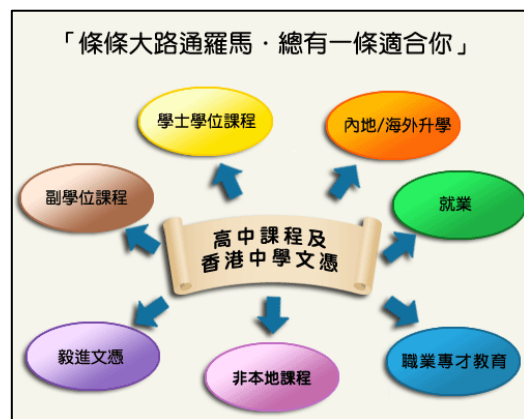 「條條大路通羅馬．總有一條適合你」
學士學位課程
內地/海外升學
副學位課程
就業
高中課程及
香港中學文憑
毅進文憑
非本地課程
職業專才教育